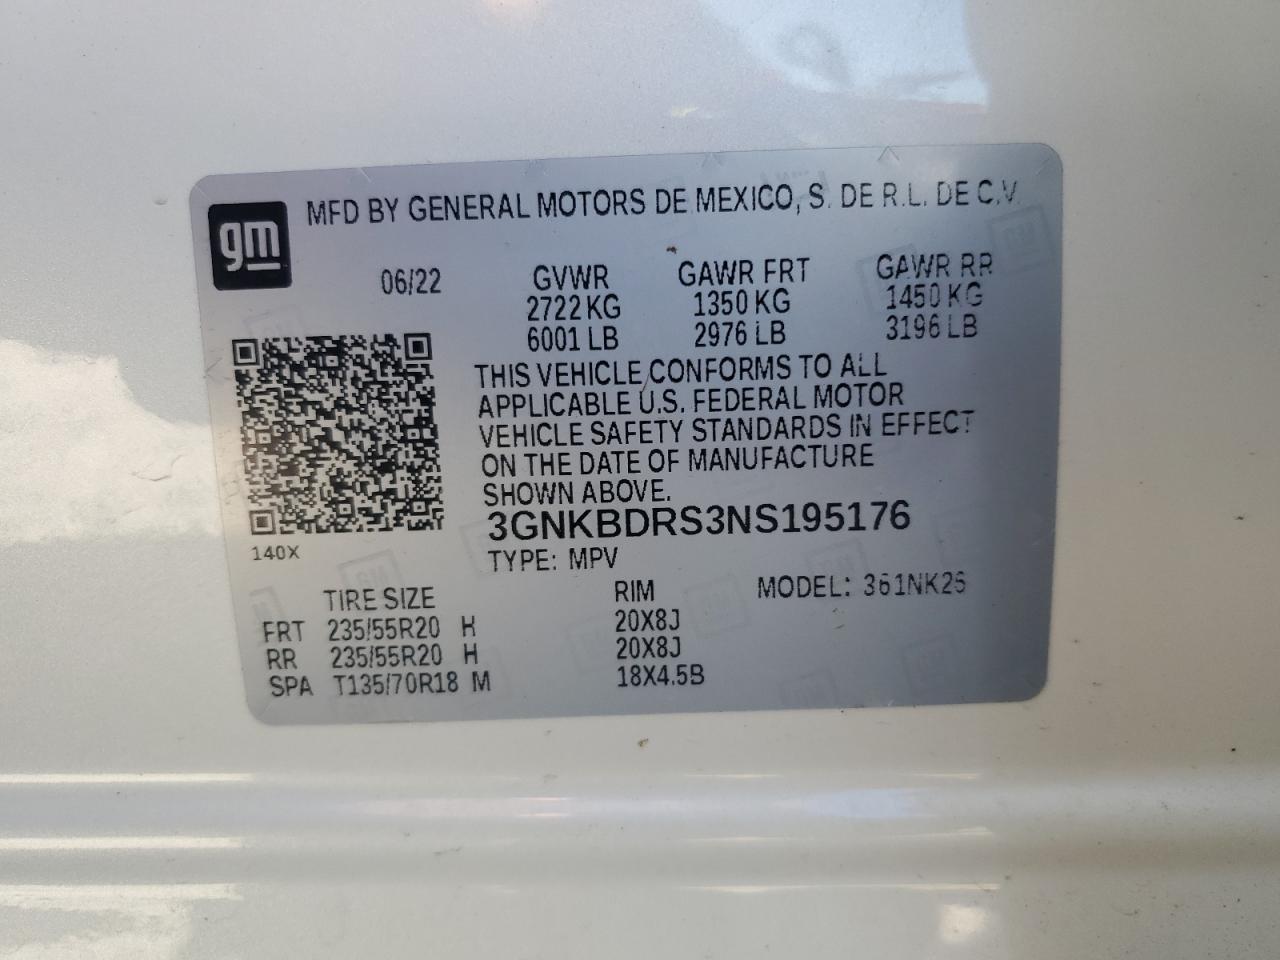 gm
MFD BY GENERAL MOTORS DE MEXICO, S. DE R.L. DE C.V.
06/22 GVWR GAWR FRT GAWR RR
2722 KG 1350 KG 1450 KG
6001 LB 2976 LB 3196 LB
THIS VEHICLE CONFORMS TO ALL
APPLICABLE U.S. FEDERAL MOTOR
VEHICLE SAFETY STANDARDS IN EFFECT
ON THE DATE OF MANUFACTURE
SHOWN ABOVE.
3GNKBDRS3NS195176
140X
TYPE: MPV
TIRE SIZE RIM MODEL: 361NK26
FRT 235/55R20 H 20X8J
RR 235/55R20 H 20X8J
SPA T135/70R18 M 18X4.5B